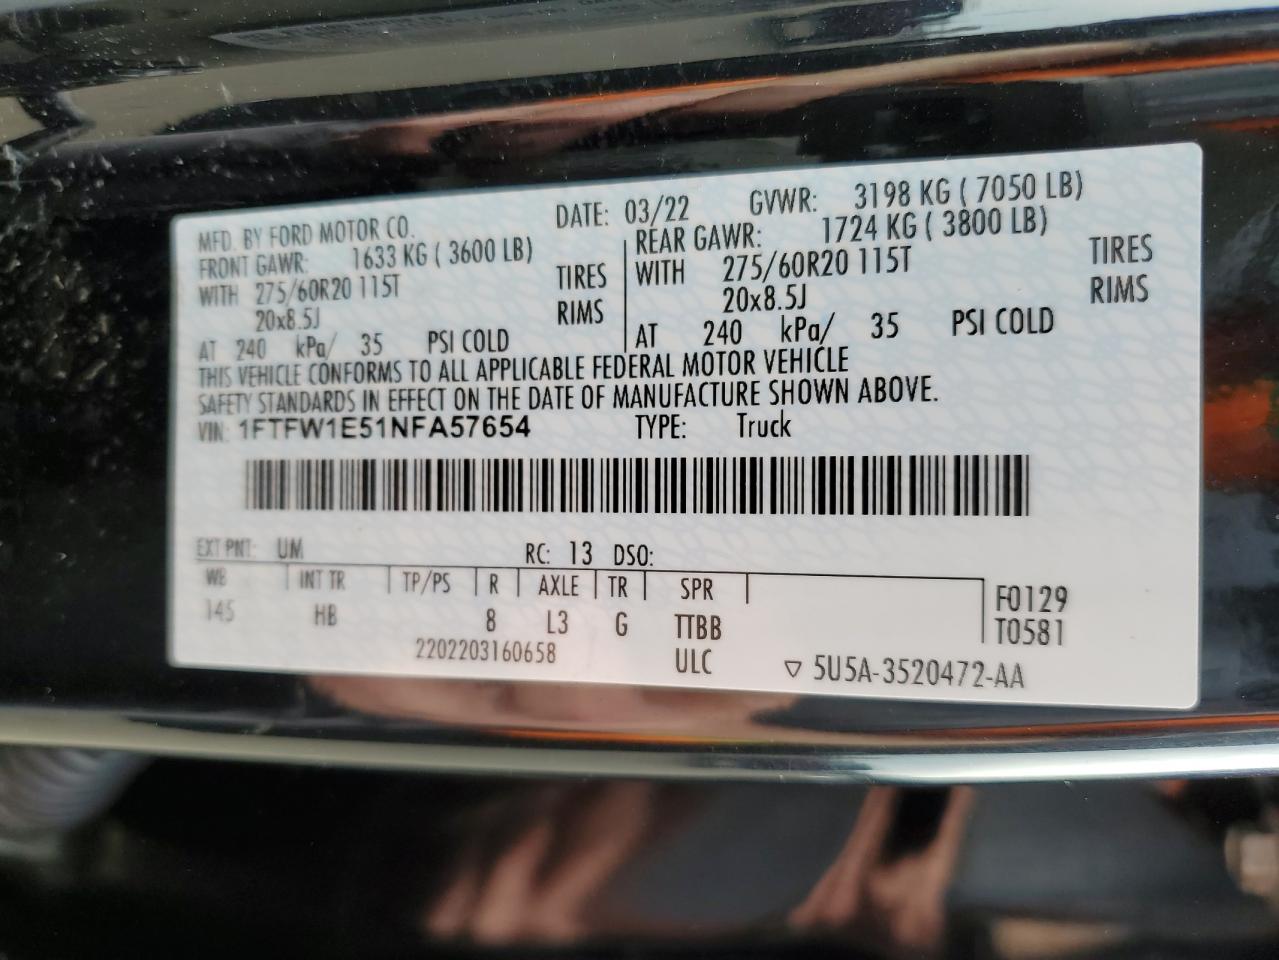 MFD. BY FORD MOTOR CO. DATE: 03/22 GVWR: 3198 KG ( 7050 LB)
FRONT GAWR: 1633 KG ( 3600 LB) REAR GAWR: 1724 KG ( 3800 LB)
WITH 275/60R20 115T TIRES WITH 275/60R20 115T TIRES
20x8.5J RIMS 20x8.5J RIMS
AT 240 kPa/ 35 PSI COLD AT 240 kPa/ 35 PSI COLD
THIS VEHICLE CONFORMS TO ALL APPLICABLE FEDERAL MOTOR VEHICLE
SAFETY STANDARDS IN EFFECT ON THE DATE OF MANUFACTURE SHOWN ABOVE.
VIN: 1FTFW1E51NFA57654 TYPE: Truck
EXT PNT: UM RC: 13 DSO:
WB INT TR TP/PS R AXLE TR SPR F0129
145 HB 8 L3 G TTBB T0581
2202203160658 ULC ▽ 5U5A-3520472-AA